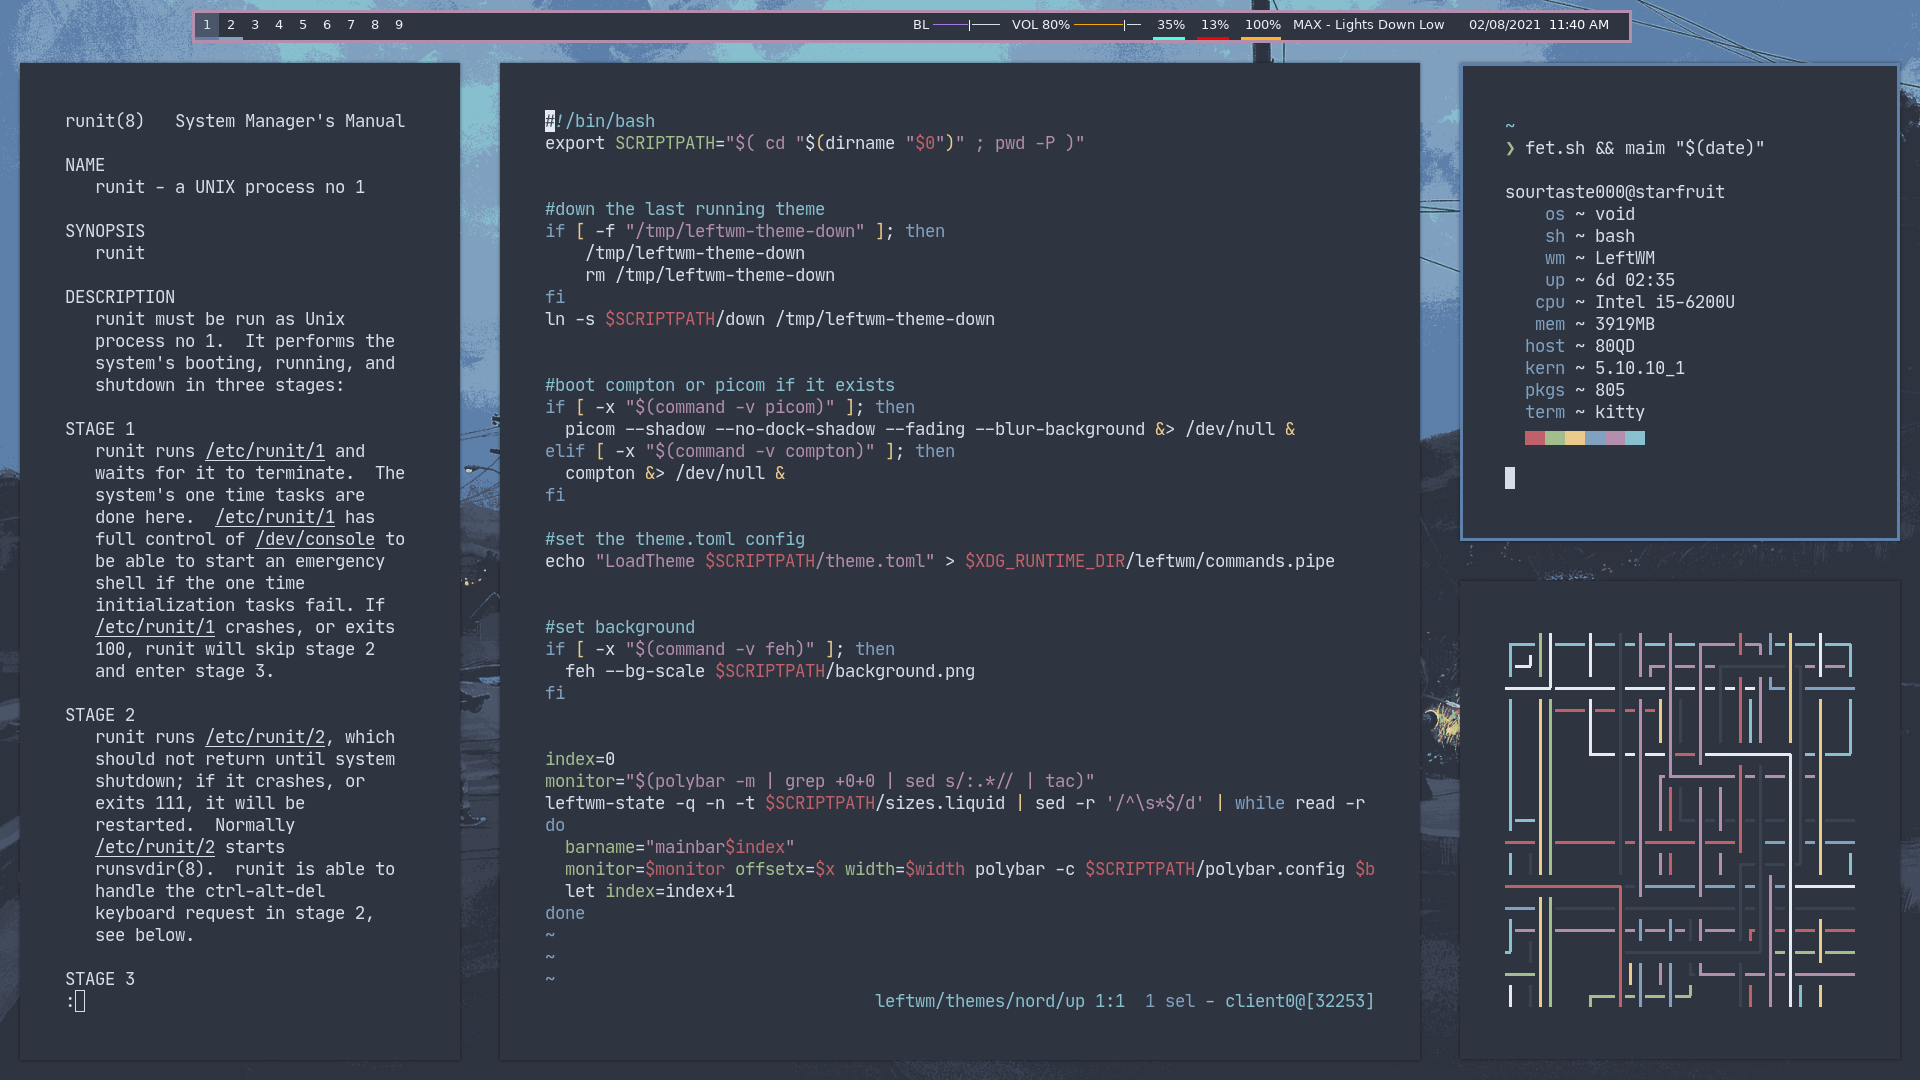 1 2 3 4 5 6 7 8 9 BL VOL 80% 35% 13% 100% MAX - Lights Down Low 02/08/2021 11:40 AM
runit(8)   System Manager's Manual
NAME
runit - a UNIX process no 1
SYNOPSIS
runit
DESCRIPTION
runit must be run as Unix
process no 1.  It performs the
system's booting, running, and
shutdown in three stages:
STAGE 1
runit runs /etc/runit/1 and
waits for it to terminate.  The
system's one time tasks are
done here.  /etc/runit/1 has
full control of /dev/console to
be able to start an emergency
shell if the one time
initialization tasks fail. If
/etc/runit/1 crashes, or exits
100, runit will skip stage 2
and enter stage 3.
STAGE 2
runit runs /etc/runit/2, which
should not return until system
shutdown; if it crashes, or
exits 111, it will be
restarted.  Normally
/etc/runit/2 starts
runsvdir(8).  runit is able to
handle the ctrl-alt-del
keyboard request in stage 2,
see below.
STAGE 3
:
#!/bin/bash
export SCRIPTPATH="$( cd "$(dirname "$0")" ; pwd -P )"
#down the last running theme
if [ -f "/tmp/leftwm-theme-down" ]; then
/tmp/leftwm-theme-down
rm /tmp/leftwm-theme-down
fi
ln -s $SCRIPTPATH/down /tmp/leftwm-theme-down
#boot compton or picom if it exists
if [ -x "$(command -v picom)" ]; then
picom --shadow --no-dock-shadow --fading --blur-background &> /dev/null &
elif [ -x "$(command -v compton)" ]; then
compton &> /dev/null &
fi
#set the theme.toml config
echo "LoadTheme $SCRIPTPATH/theme.toml" > $XDG_RUNTIME_DIR/leftwm/commands.pipe
#set background
if [ -x "$(command -v feh)" ]; then
feh --bg-scale $SCRIPTPATH/background.png
fi
index=0
monitor="$(polybar -m | grep +0+0 | sed s/:.*// | tac)"
leftwm-state -q -n -t $SCRIPTPATH/sizes.liquid | sed -r '/^\s*$/d' | while read -r
do
barname="mainbar$index"
monitor=$monitor offsetx=$x width=$width polybar -c $SCRIPTPATH/polybar.config $b
let index=index+1
done
~
~
~
leftwm/themes/nord/up 1:1  1 sel - client0@[32253]
~
❯ fet.sh && maim "$(date)"
sourtaste000@starfruit
os ~ void
sh ~ bash
wm ~ LeftWM
up ~ 6d 02:35
cpu ~ Intel i5-6200U
mem ~ 3919MB
host ~ 80QD
kern ~ 5.10.10_1
pkgs ~ 805
term ~ kitty